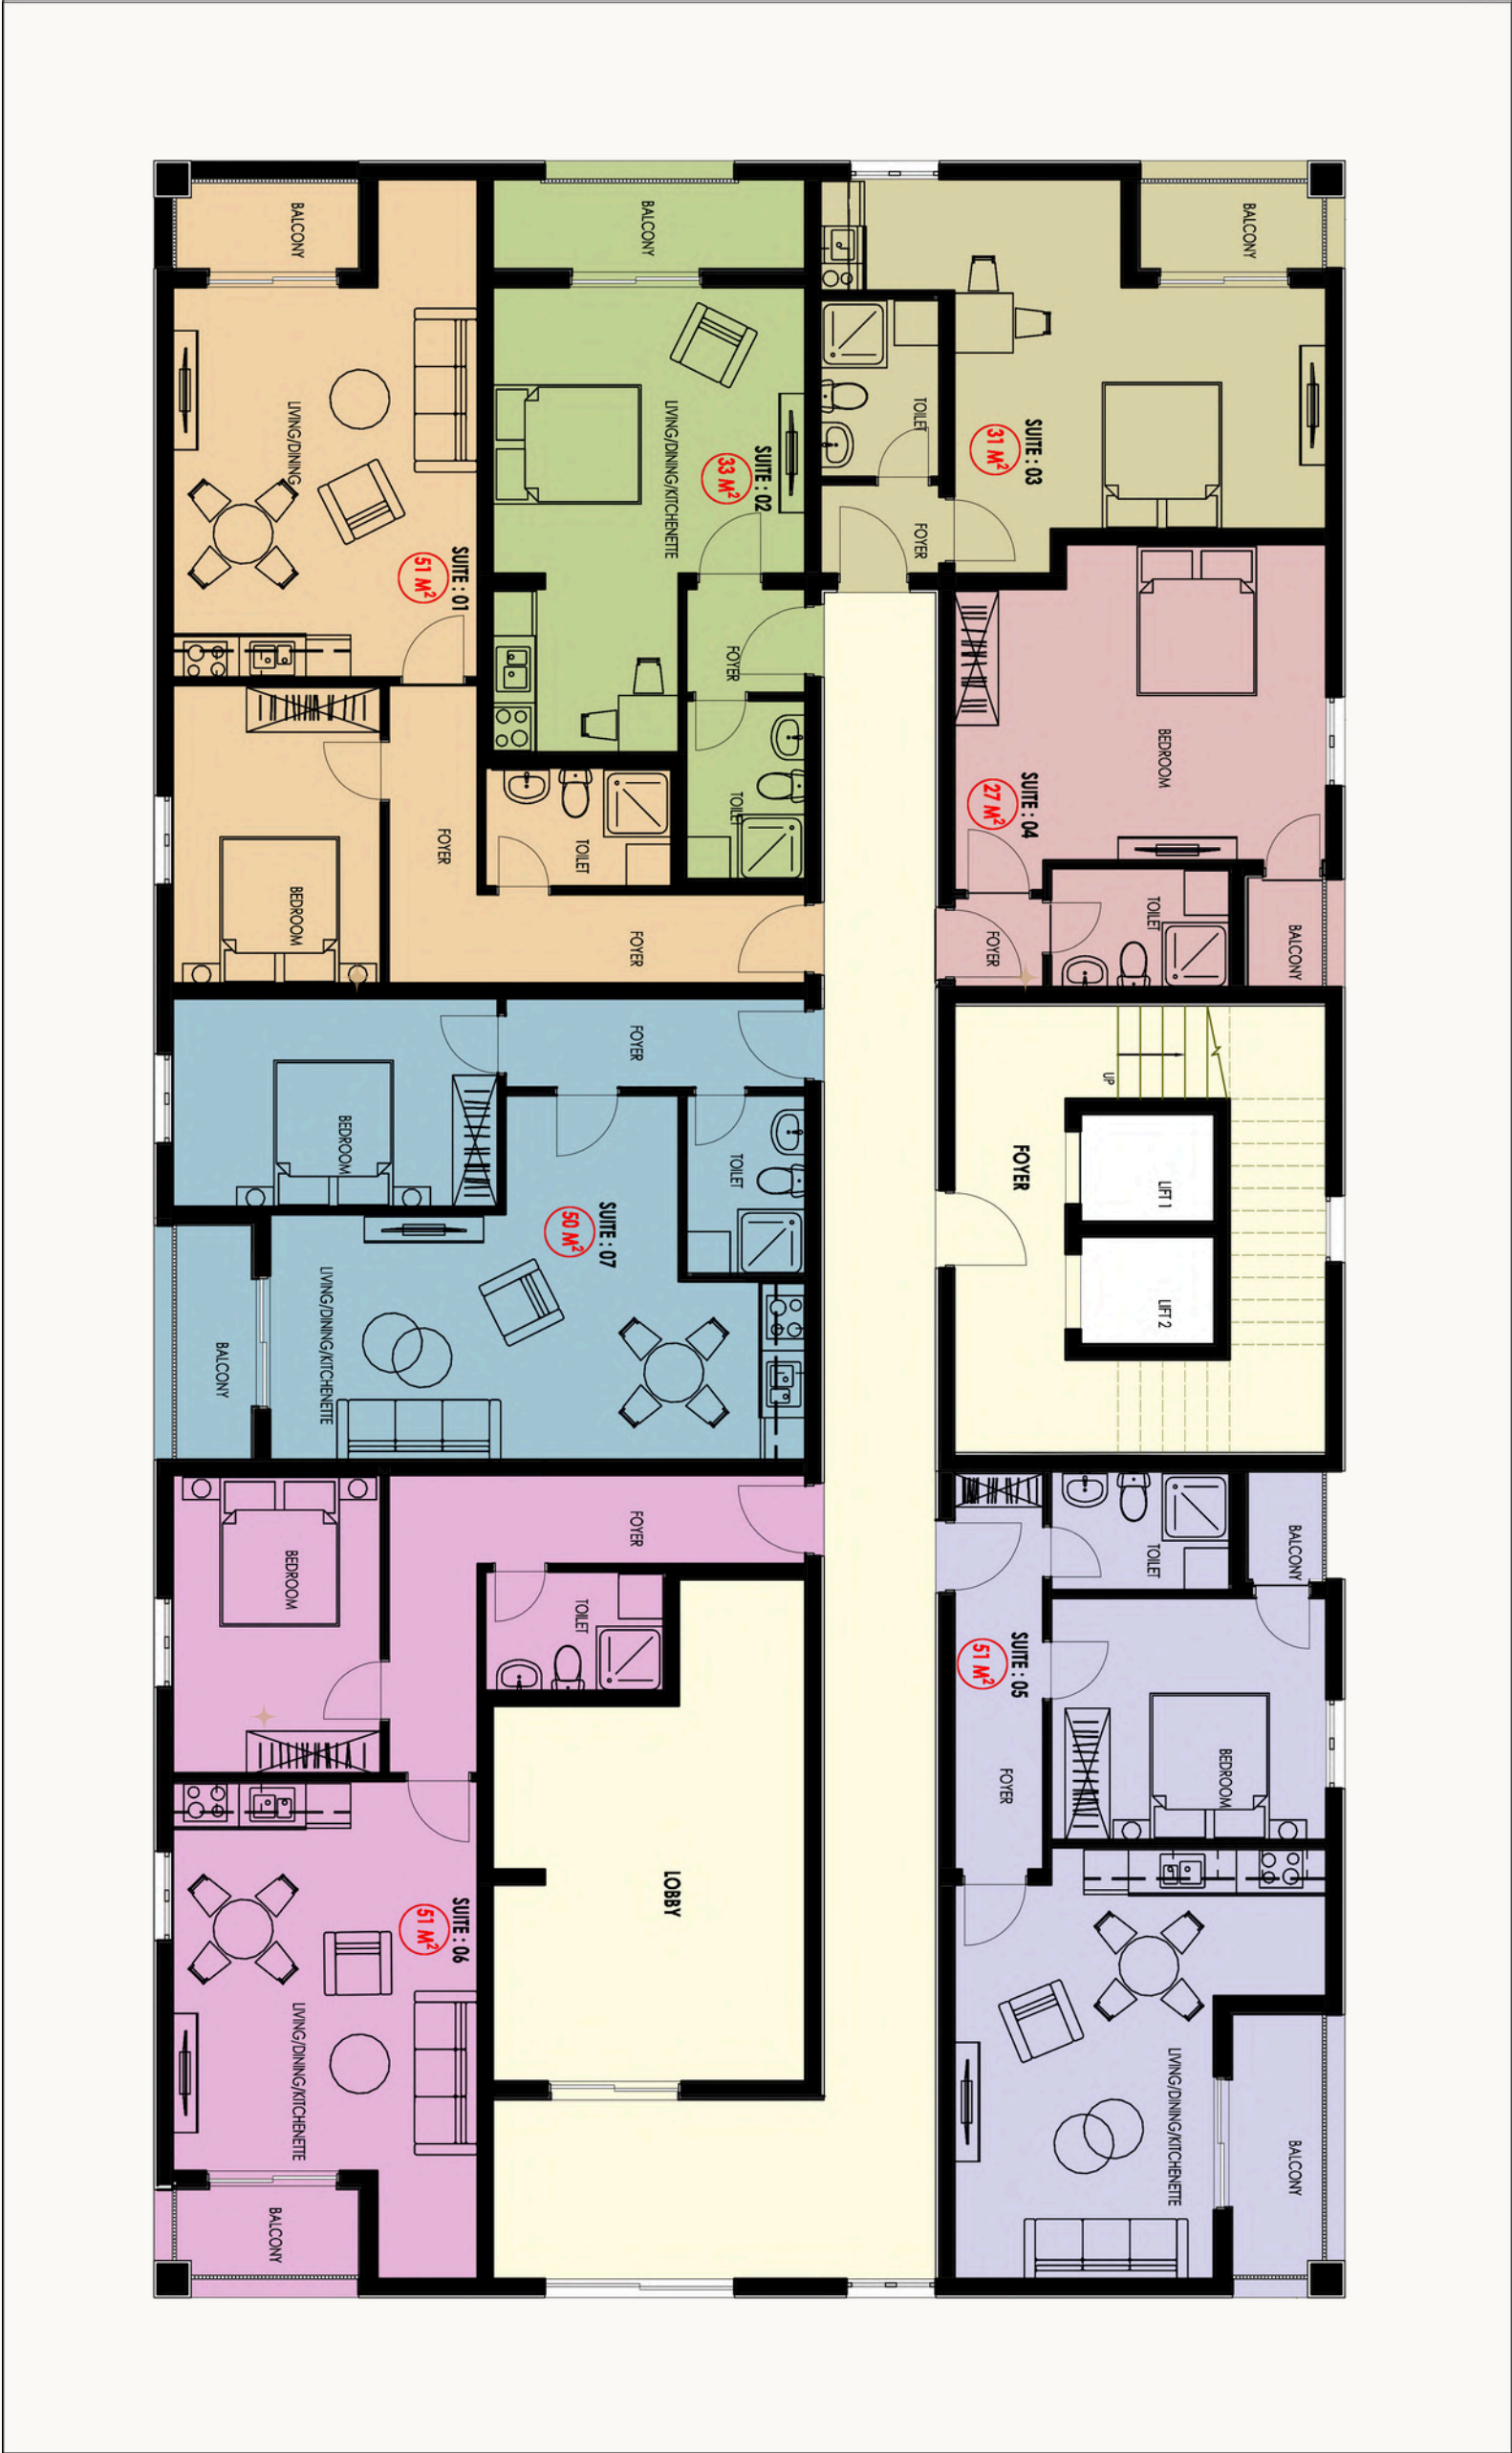 BALCONY
LIVING/DINING
SUITE : 01
51 M²
BEDROOM
FOYER
TOILET
FOYER
BALCONY
LIVING/DINING/KITCHENETTE
SUITE : 02
33 M²
FOYER
TOILET
BALCONY
SUITE : 03
31 M²
TOILET
FOYER
BEDROOM
SUITE : 04
27 M²
TOILET
FOYER
BALCONY
UP
FOYER
LIFT 1
LIFT 2
FOYER
BEDROOM
TOILET
SUITE : 07
50 M²
LIVING/DINING/KITCHENETTE
BALCONY
BALCONY
TOILET
SUITE : 05
51 M²
BEDROOM
FOYER
LIVING/DINING/KITCHENETTE
BALCONY
FOYER
BEDROOM
TOILET
SUITE : 06
51 M²
LIVING/DINING/KITCHENETTE
BALCONY
LOBBY